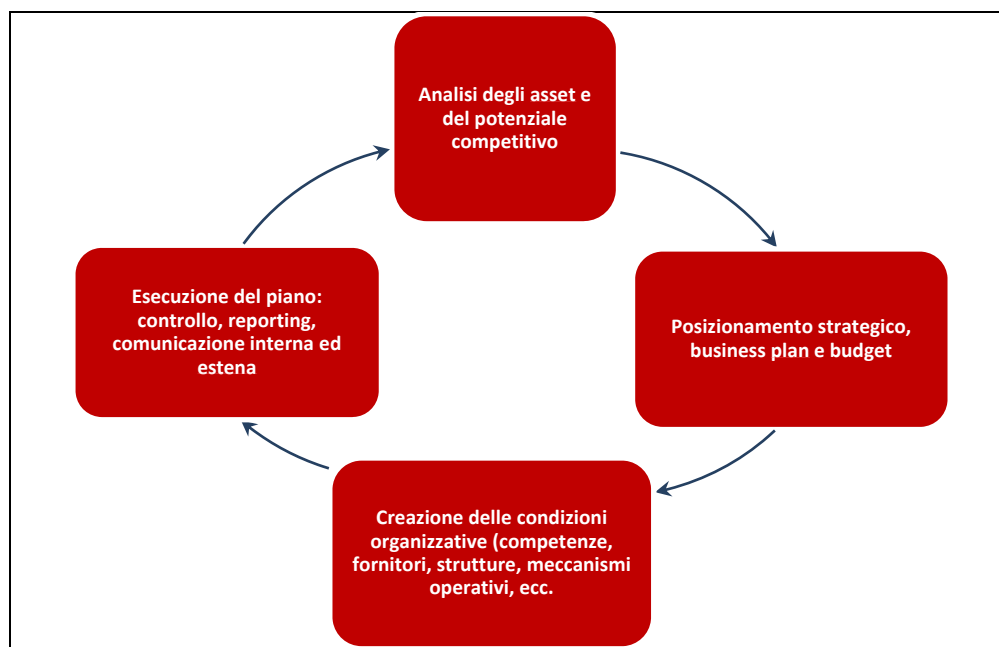 Analisi degli asset e
del potenziale
competitivo
Posizionamento strategico,
business plan e budget
Creazione delle condizioni
organizzative (competenze,
fornitori, strutture, meccanismi
operativi, ecc.
Esecuzione del piano:
controllo, reporting,
comunicazione interna ed
estena